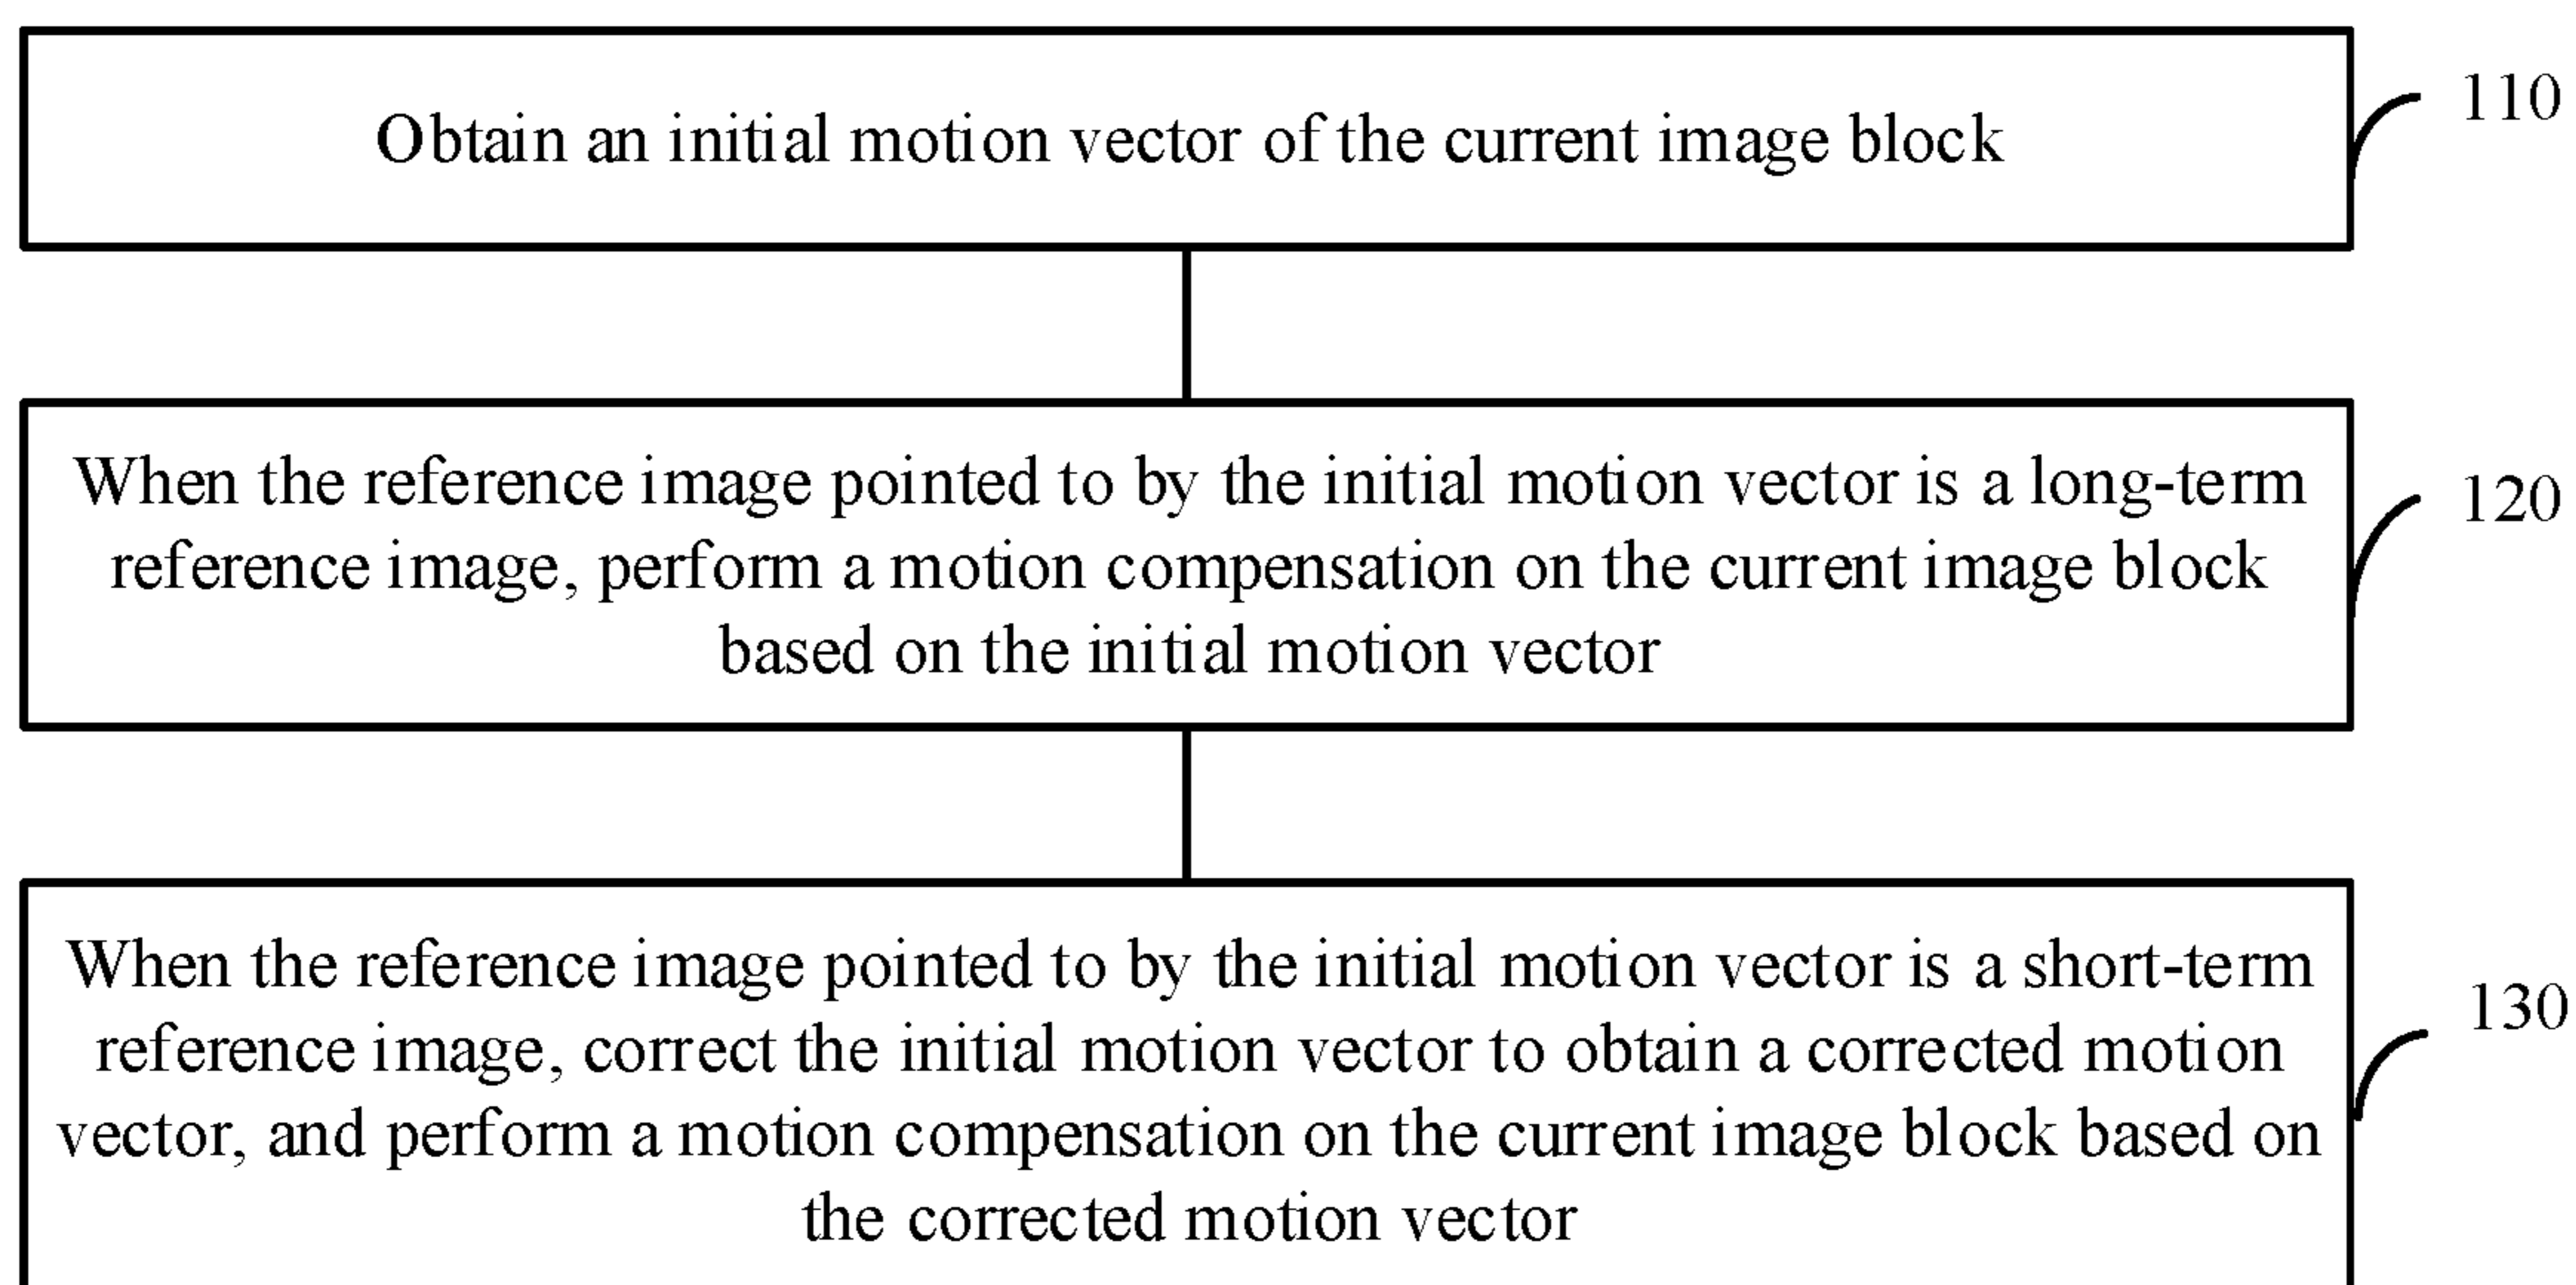 Obtain an initial motion vector of the current image block
110
When the reference image pointed to by the initial motion vector is a long-term
reference image, perform a motion compensation on the current image block
based on the initial motion vector
120
When the reference image pointed to by the initial motion vector is a short-term
reference image, correct the initial motion vector to obtain a corrected motion
vector, and perform a motion compensation on the current image block based on
the corrected motion vector
130